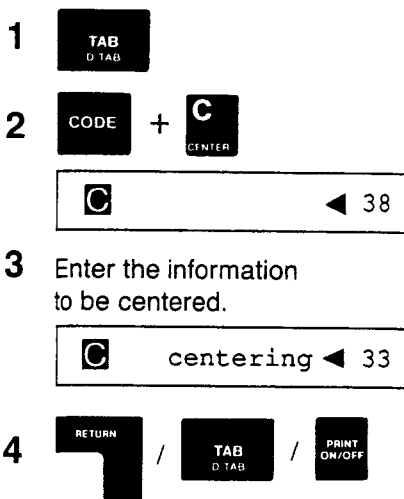 1 TAB
D TAB
2 CODE + C
CENTER
C ◀ 38
3 Enter the information
to be centered.
C centering ◀ 33
4 RETURN / TAB
D TAB / PRINT
ON/OFF